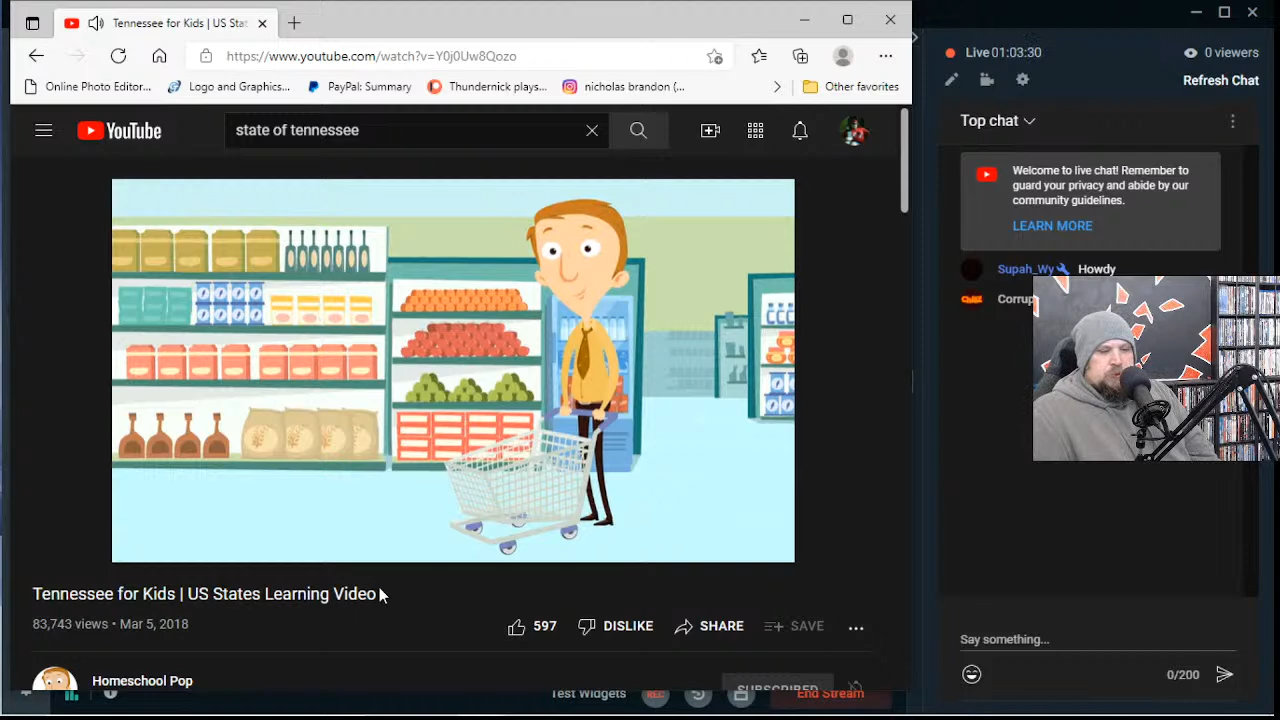 Tennessee for Kids | US Stat
https://www.youtube.com/watch?v=Y0j0Uw8Qozo
Online Photo Editor...
Logo and Graphics...
PayPal: Summary
Thundernick plays...
nicholas brandon (...
Other favorites
YouTube
state of tennessee
Tennessee for Kids | US States Learning Video
83,743 views • Mar 5, 2018
597
DISLIKE
SHARE
SAVE
Homeschool Pop
SUBSCRIBED
Test Widgets
REC
End Stream
Live 01:03:30
0 viewers
Refresh Chat
Top chat
Welcome to live chat! Remember to
guard your privacy and abide by our
community guidelines.
LEARN MORE
Supah_Wy Howdy
Corrup
Say something...
0/200